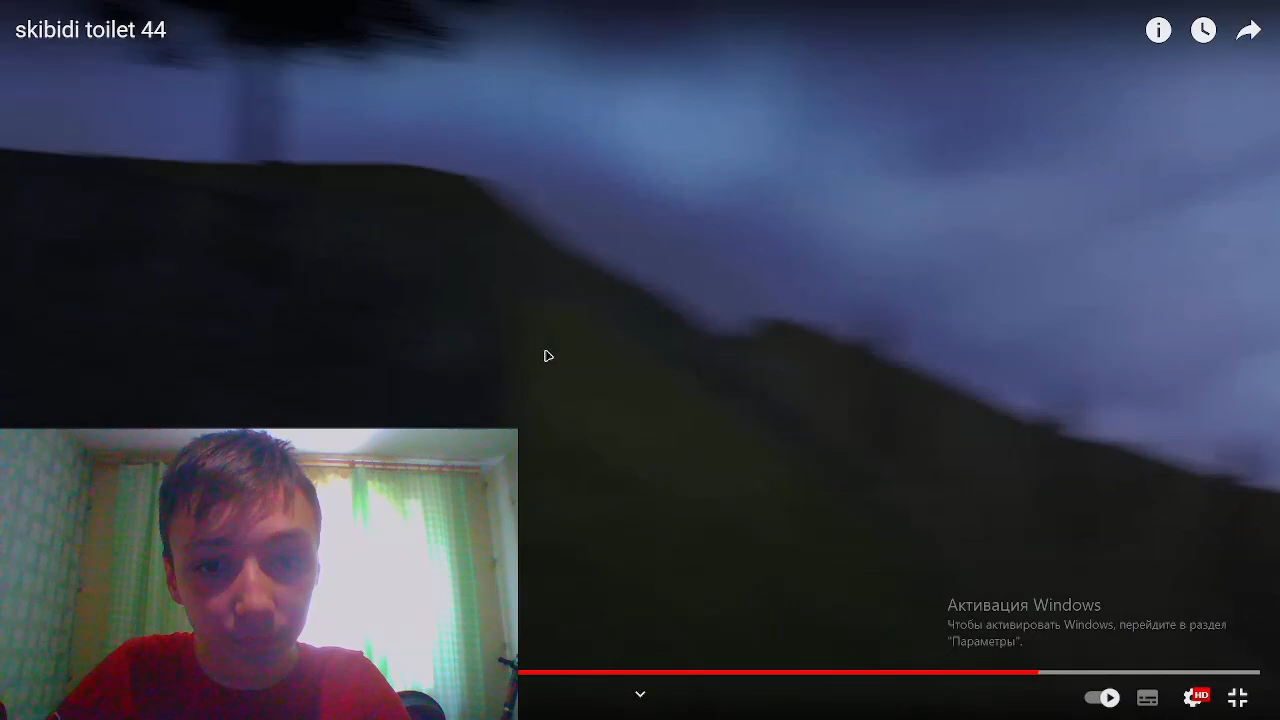 skibidi toilet 44
Активация Windows
Чтобы активировать Windows, перейдите в раздел
"Параметры".
HD